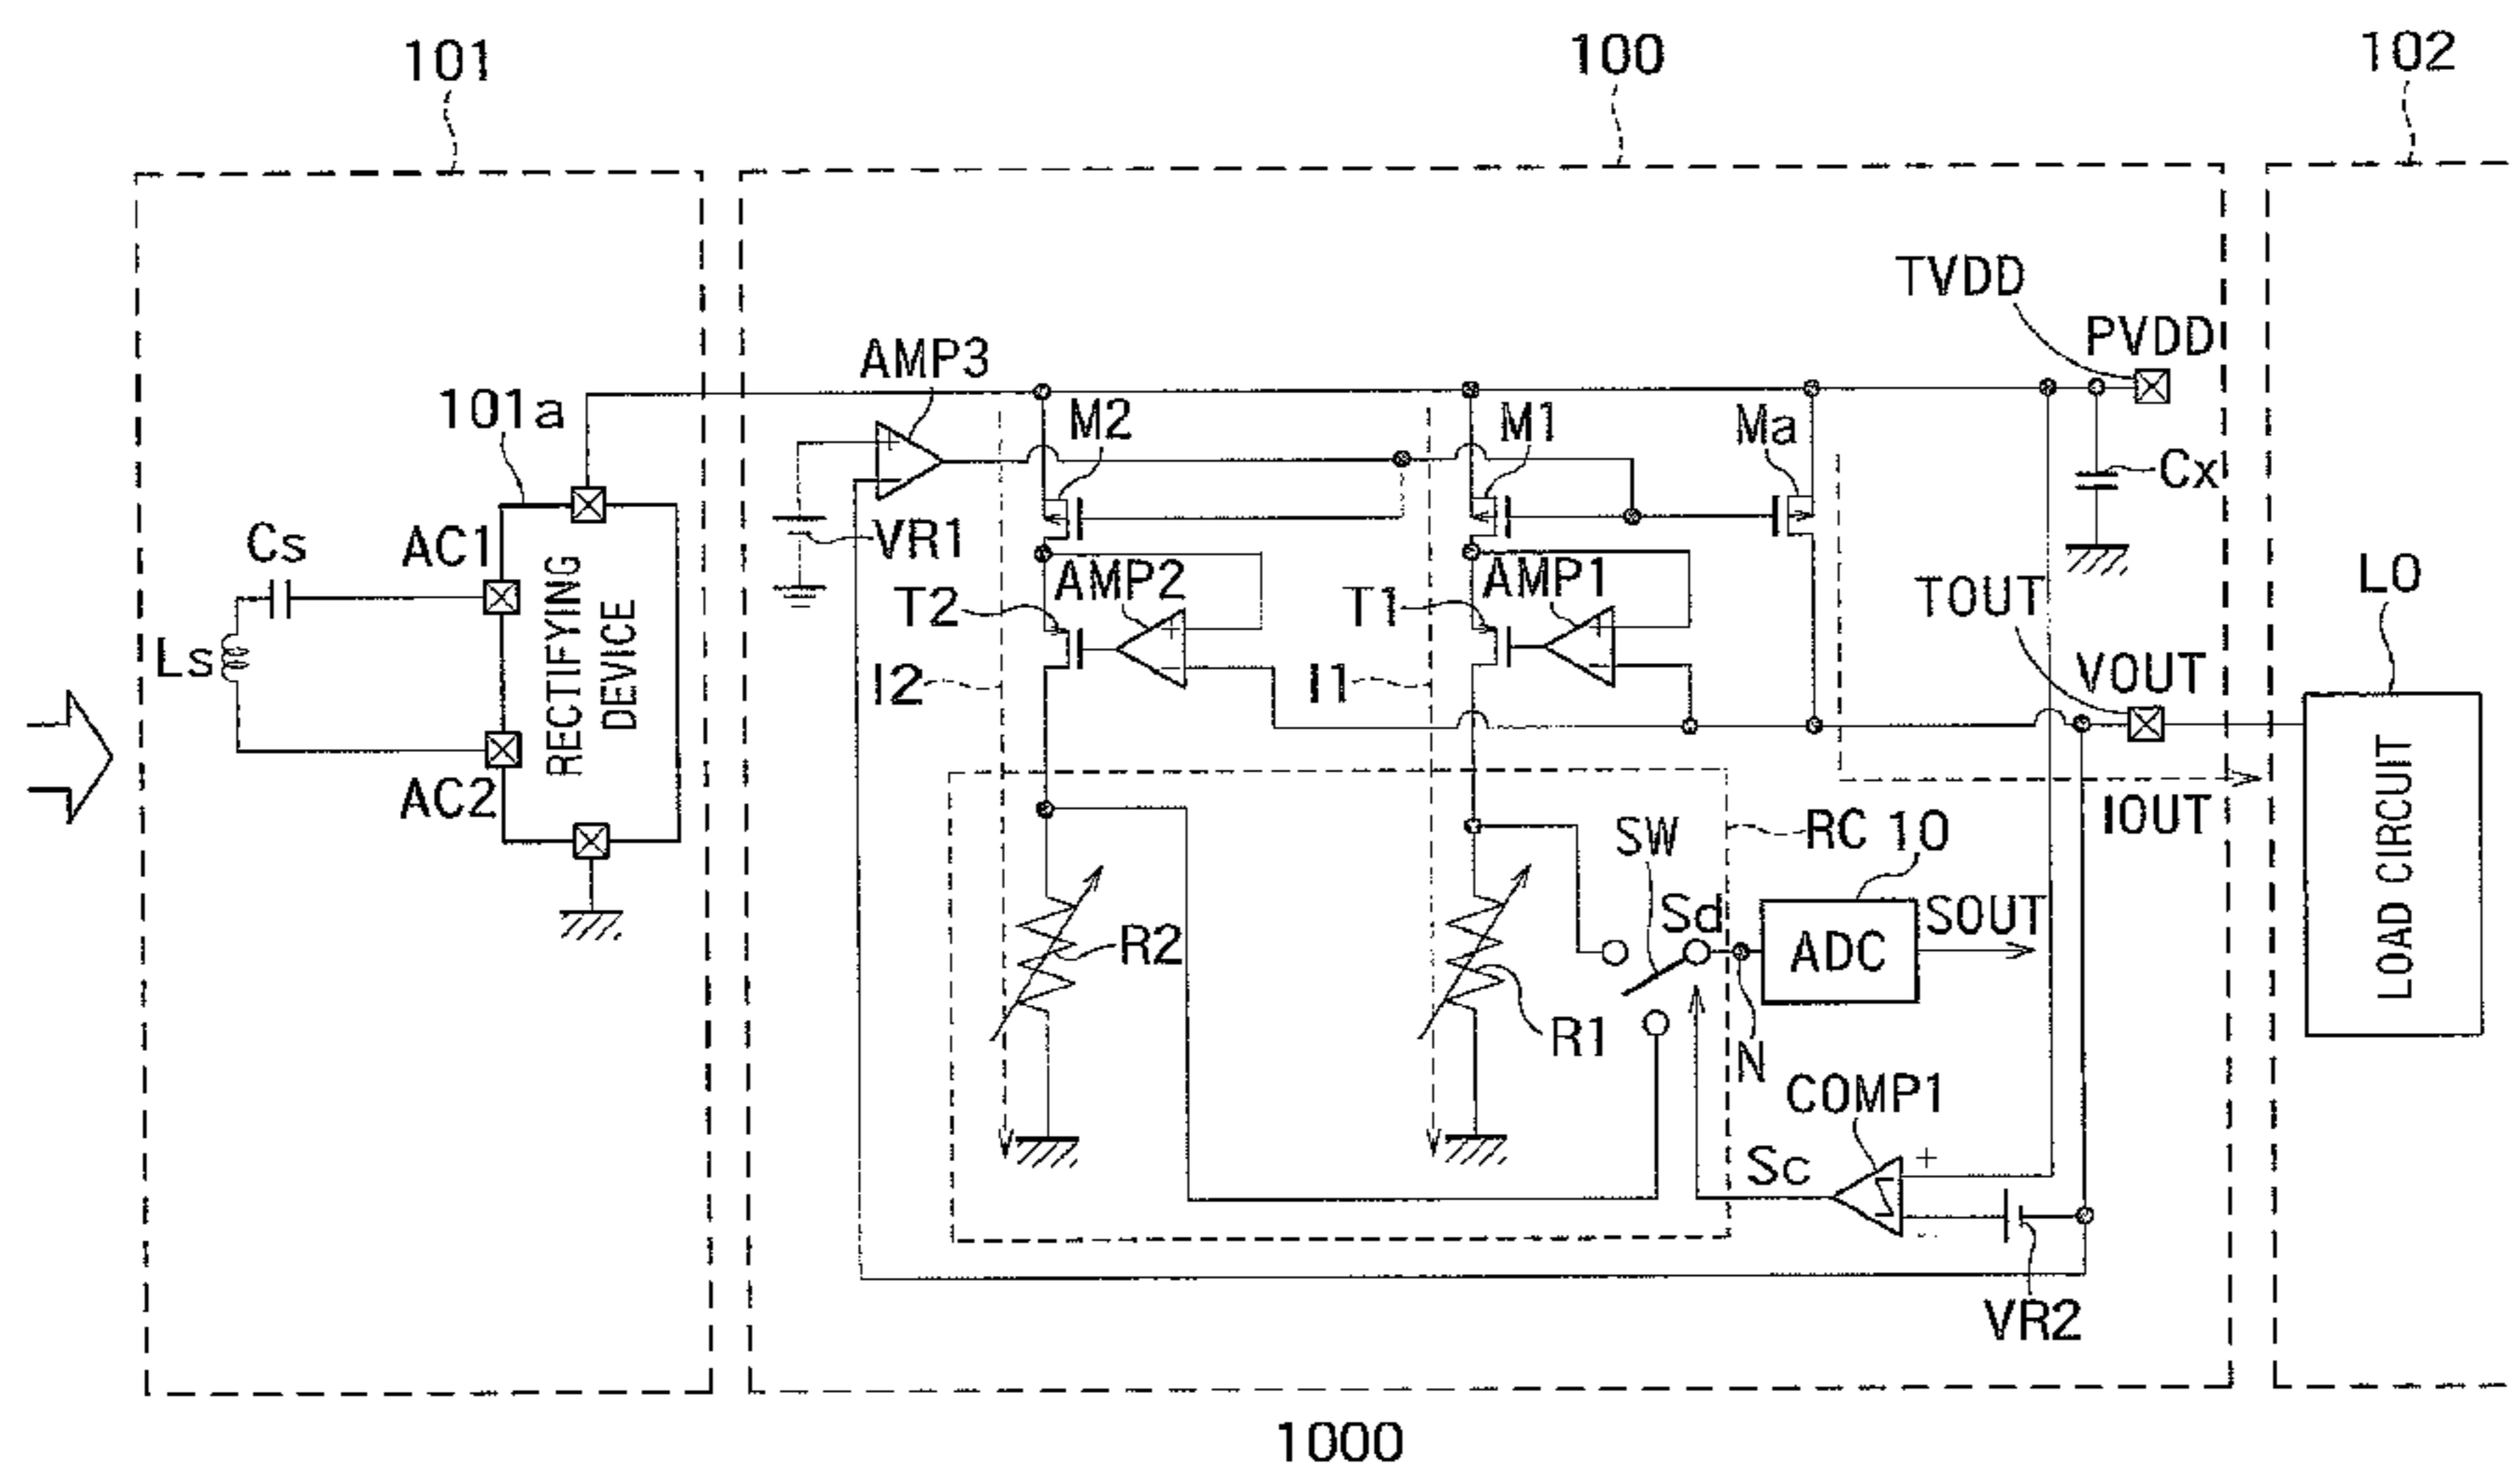 101
100
102
TVDD
PVDD
AMP3
101a
M2
M1
Ma
Cx
VR1
Cs
AC1
RECTIFYING DEVICE
AMP2
AMP1
T2
T1
TOUT
LO
Ls
I2
I1
VOUT
AC2
IOUT
LOAD CIRCUIT
SW
RC
10
Sd
SOUT
R2
ADC
R1
N
COMP1
Sc
+
-
VR2
1000